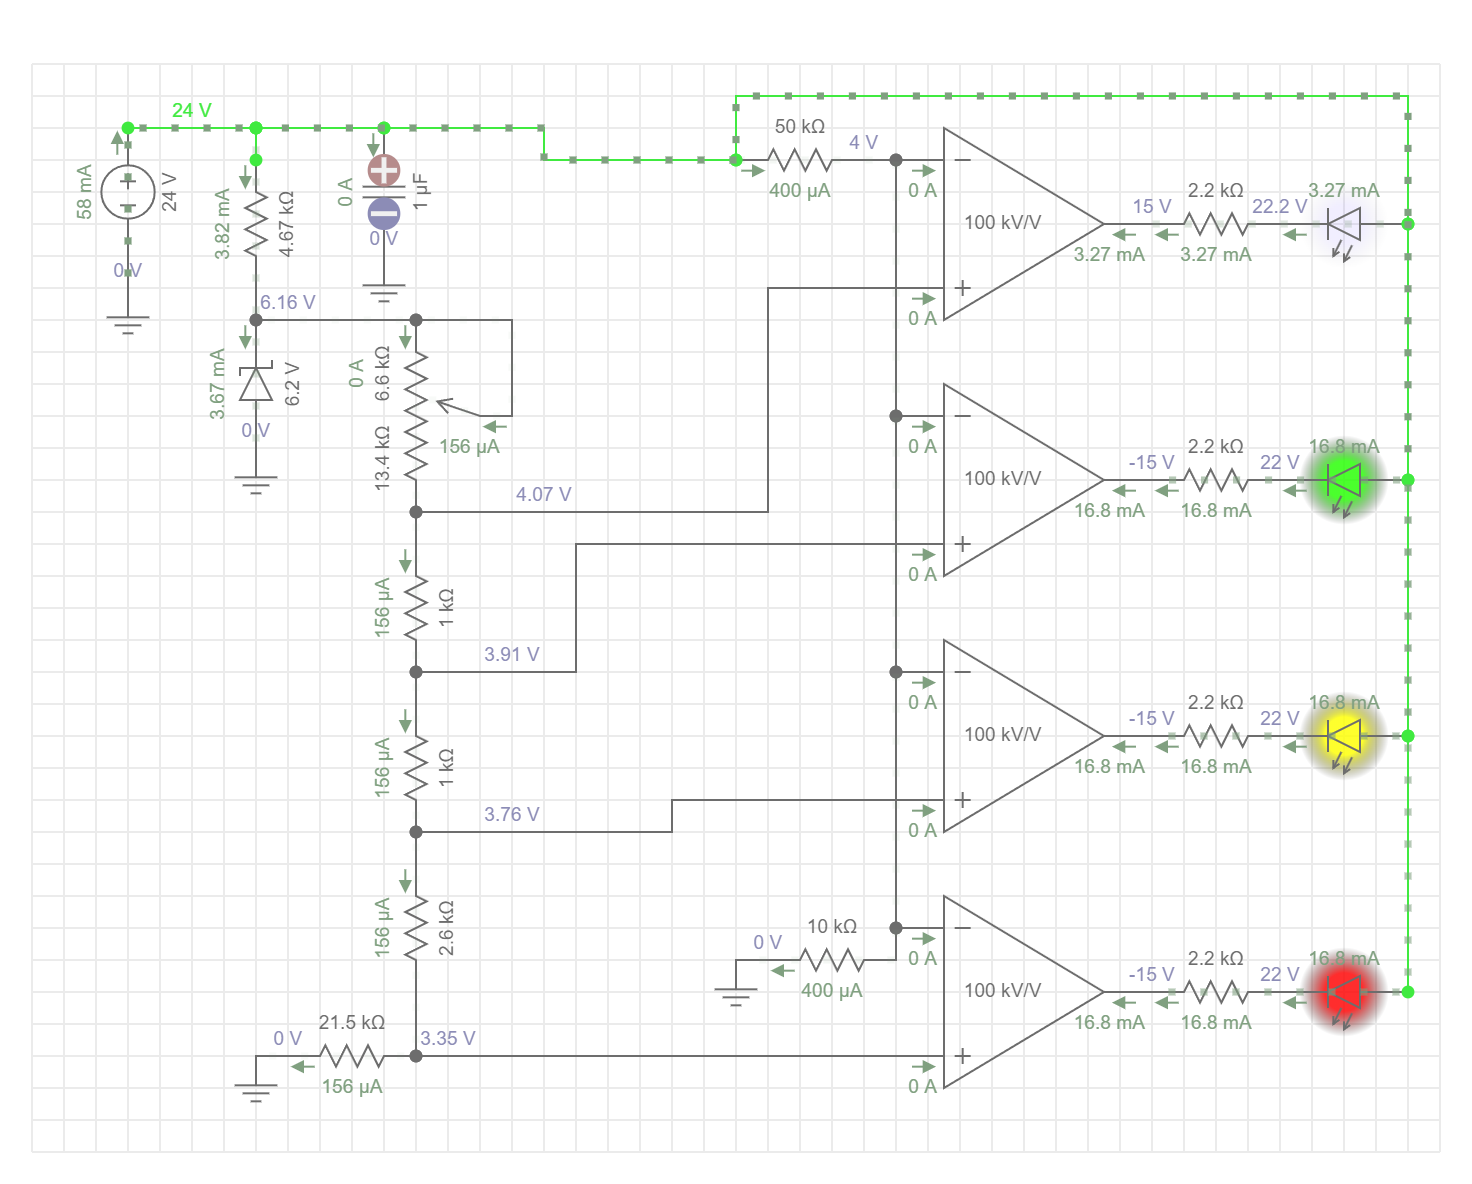 24 V
58 mA
24 V
0 V
3.82 mA
4.67 kΩ
0 A
1 µF
0 V
6.16 V
3.67 mA
6.2 V
0 V
0 A
6.6 kΩ
13.4 kΩ
156 µA
4.07 V
156 µA
1 kΩ
3.91 V
156 µA
1 kΩ
3.76 V
156 µA
2.6 kΩ
21.5 kΩ
0 V
3.35 V
156 µA
50 kΩ
4 V
400 µA
0 A
100 kV/V
0 A
15 V
2.2 kΩ
22.2 V
3.27 mA
3.27 mA
3.27 mA
0 A
100 kV/V
0 A
-15 V
2.2 kΩ
22 V
16.8 mA
16.8 mA
16.8 mA
0 A
100 kV/V
0 A
-15 V
2.2 kΩ
22 V
16.8 mA
16.8 mA
16.8 mA
10 kΩ
0 V
400 µA
0 A
100 kV/V
0 A
-15 V
2.2 kΩ
22 V
16.8 mA
16.8 mA
16.8 mA